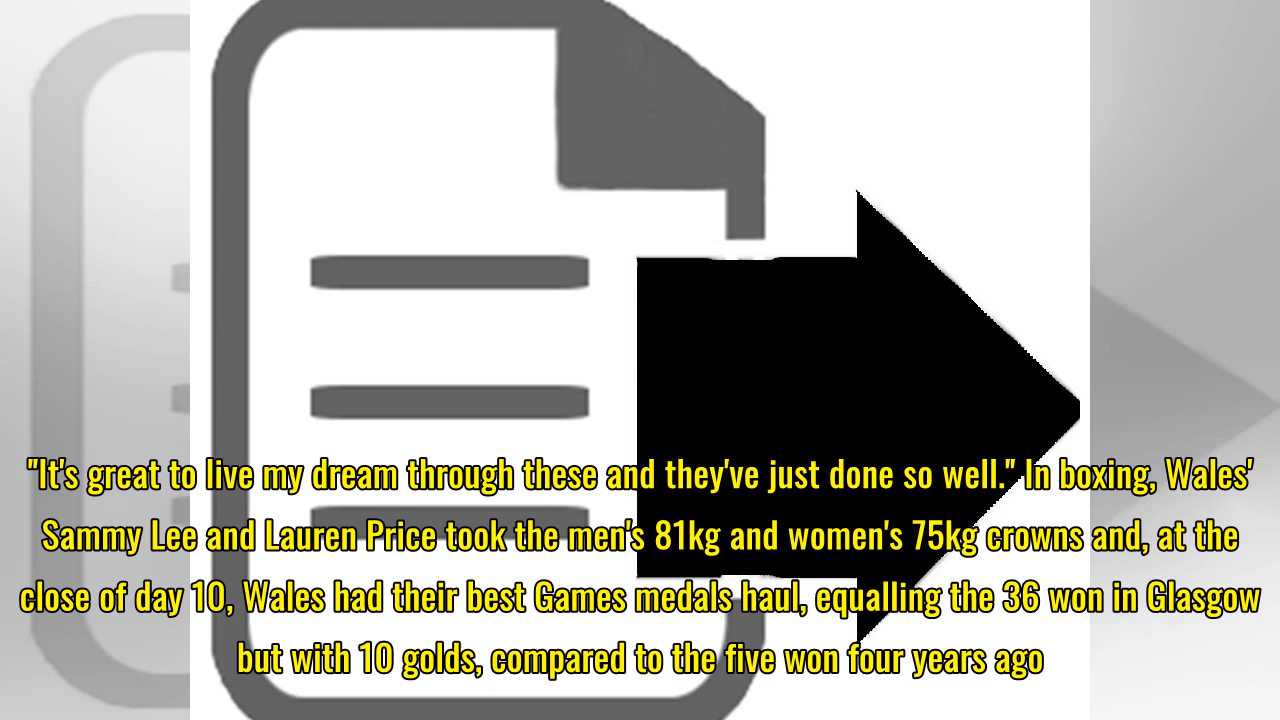 "It's great to live my dream through these and they've just done so well." In boxing, Wales'
Sammy Lee and Lauren Price took the men's 81kg and women's 75kg crowns and, at the
close of day 10, Wales had their best Games medals haul, equalling the 36 won in Glasgow
but with 10 golds, compared to the five won four years ago